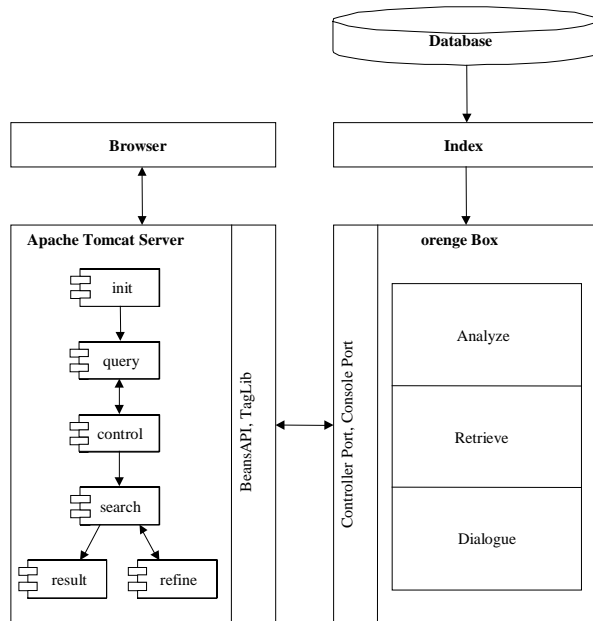 Database
Browser
Index
Apache Tomcat Server
orenge Box
init
query
control
search
result
refine
BeansAPI, TagLib
Controller Port, Console Port
Analyze
Retrieve
Dialogue